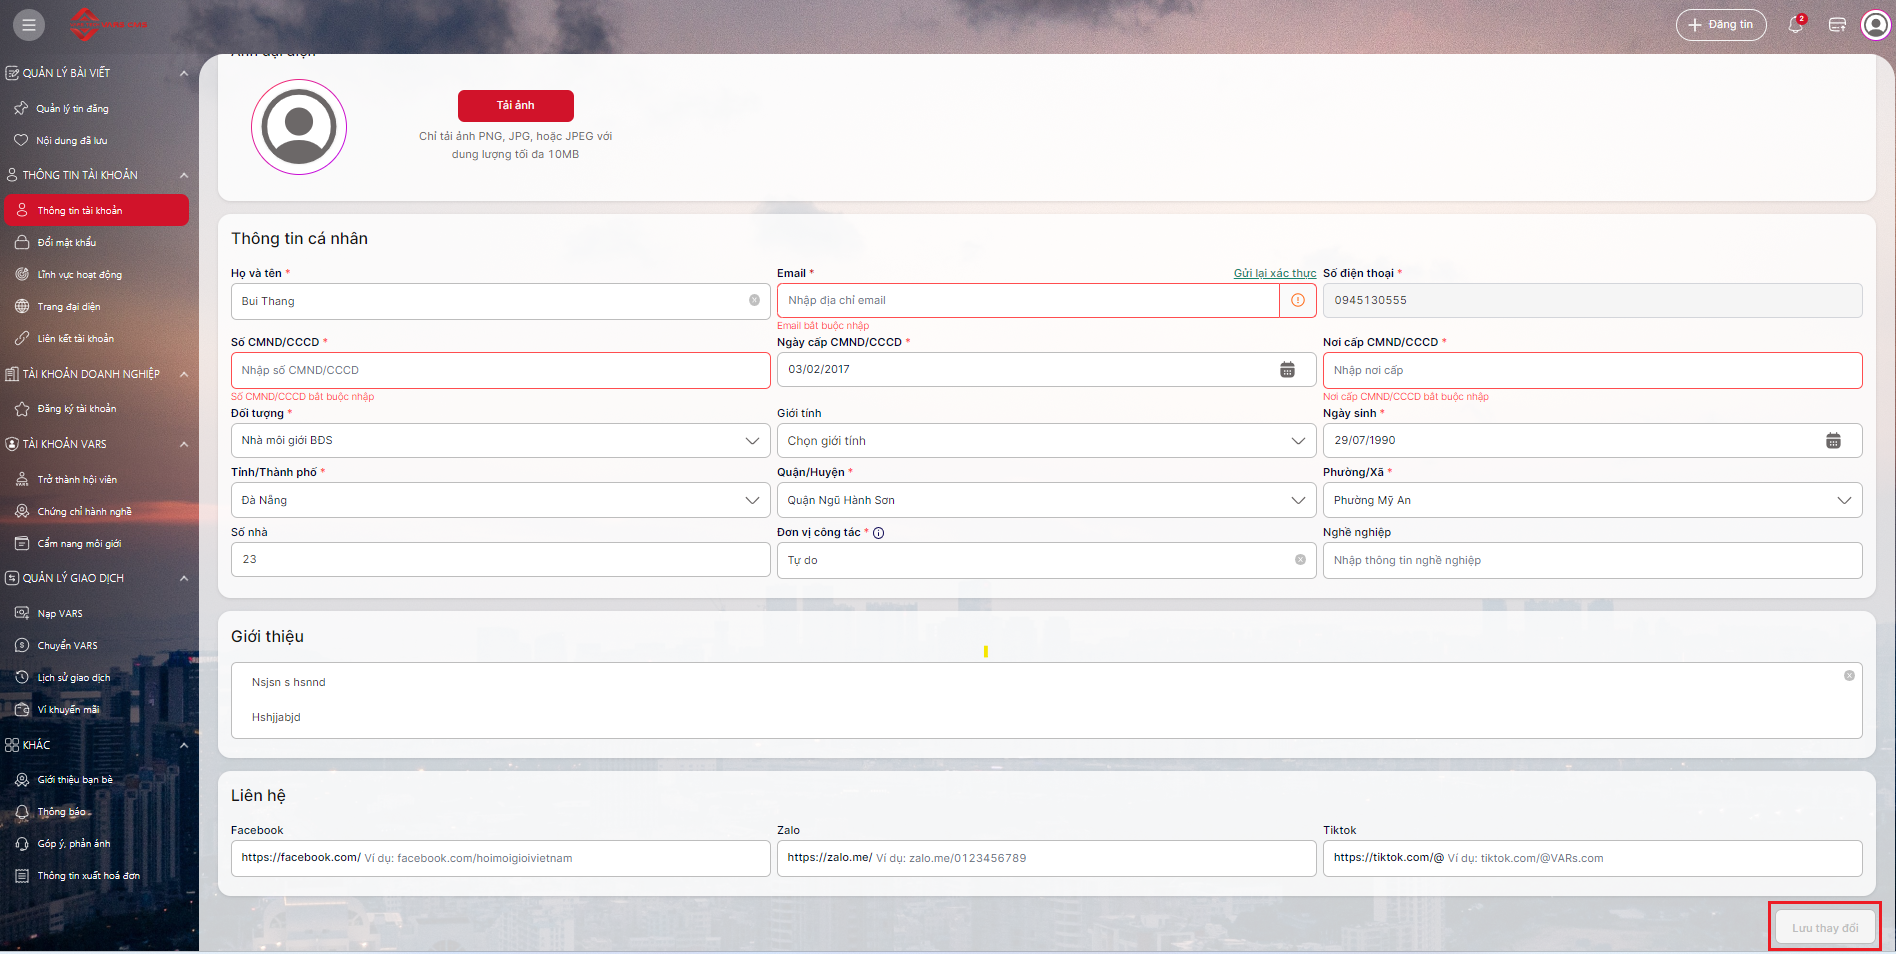 Đăng tin
2
QUẢN LÝ BÀI VIẾT
Quản lý tin đăng
Nội dung đã lưu
THÔNG TIN TÀI KHOẢN
Thông tin tài khoản
Đổi mật khẩu
Lĩnh vực hoạt động
Trang đại diện
Liên kết tài khoản
TÀI KHOẢN DOANH NGHIỆP
Đăng ký tài khoản
TÀI KHOẢN VARS
Trở thành hội viên
Chứng chỉ hành nghề
Cẩm nang môi giới
QUẢN LÝ GIAO DỊCH
Nạp VARS
Chuyển VARS
Lịch sử giao dịch
Ví khuyến mãi
KHÁC
Giới thiệu bạn bè
Thông báo
Góp ý, phản ánh
Thông tin xuất hoá đơn
Ảnh đại diện
Tải ảnh
Chỉ tải ảnh PNG, JPG, hoặc JPEG với
dung lượng tối đa 10MB
Thông tin cá nhân
Họ và tên *
Bui Thang
Email * Gửi lại xác thực
Nhập địa chỉ email
Email bắt buộc nhập
Số điện thoại *
0945130555
Số CMND/CCCD *
Nhập số CMND/CCCD
Số CMND/CCCD bắt buộc nhập
Ngày cấp CMND/CCCD *
03/02/2017
Nơi cấp CMND/CCCD *
Nhập nơi cấp
Nơi cấp CMND/CCCD bắt buộc nhập
Đối tượng *
Nhà môi giới BĐS
Giới tính
Chọn giới tính
Ngày sinh *
29/07/1990
Tỉnh/Thành phố *
Đà Nẵng
Quận/Huyện *
Quận Ngũ Hành Sơn
Phường/Xã *
Phường Mỹ An
Số nhà
23
Đơn vị công tác *
Tự do
Nghề nghiệp
Nhập thông tin nghề nghiệp
Giới thiệu
Nsjsn s hsnnd
Hshjjabjd
Liên hệ
Facebook
https://facebook.com/ Ví dụ: facebook.com/hoimoigioivietnam
Zalo
https://zalo.me/ Ví dụ: zalo.me/0123456789
Tiktok
https://tiktok.com/@ Ví dụ: tiktok.com/@VARs.com
Lưu thay đổi